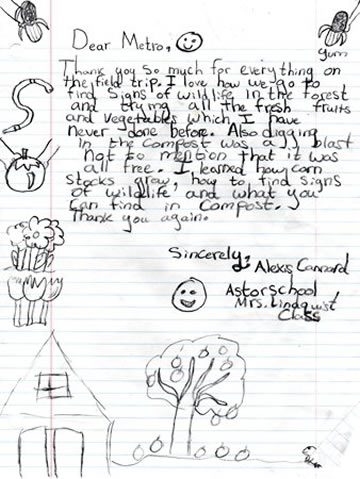 Dear Metro,
yum
Thank you so much for everything on
the field trip. I love how we go to
find signs of wildlife in the forest
and trying all the fresh fruits
and vegetables which I have
never done before. Also digging
in the compost was a blast
Not to mention that it was
all free. I learned how corn
stocks grew, how to find signs
of wildlife and what you
can find in compost.
Thank you again.
Sincerely,
Alexis Cannard
Astor school
Mrs. Lindquist
Class